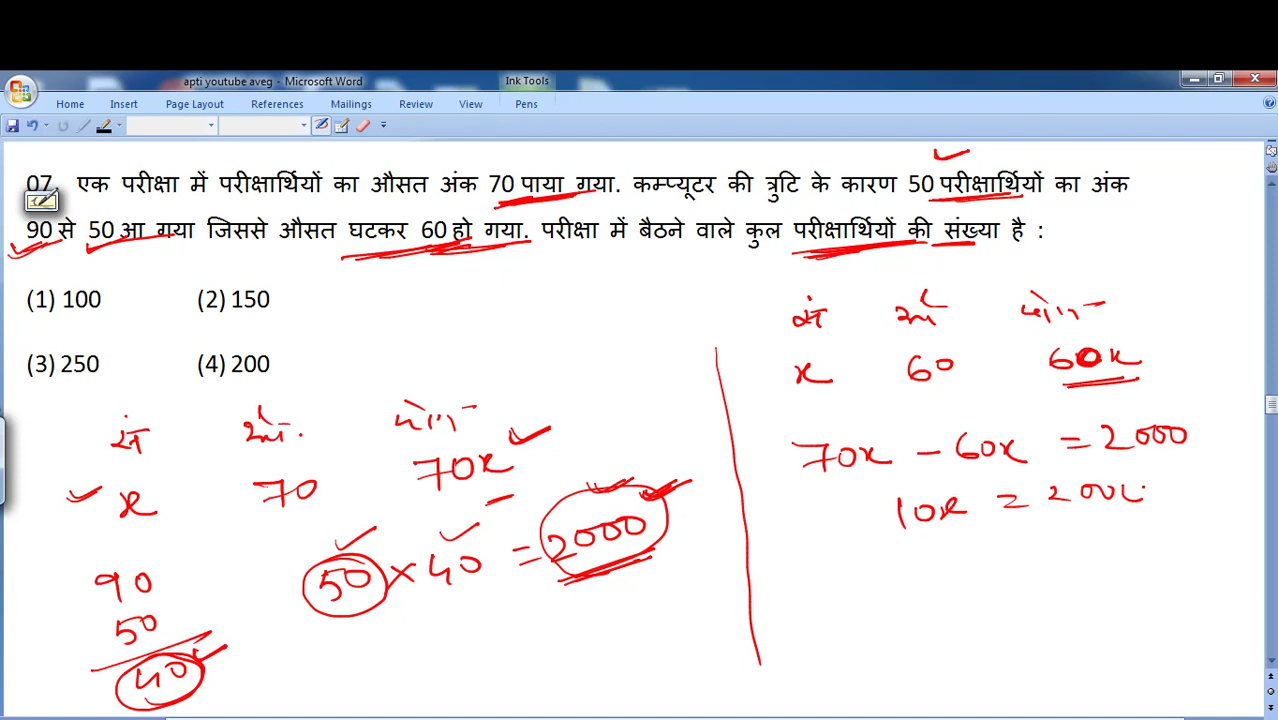 apti youtube aveg - Microsoft Word
Ink Tools
Home Insert Page Layout References Mailings Review View Pens
07. एक परीक्षा में परीक्षार्थियों का औसत अंक 70 पाया गया. कम्प्यूटर की त्रुटि के कारण 50 परीक्षार्थियों का अंक
90 से 50 आ गया जिससे औसत घटकर 60 हो गया. परीक्षा में बैठने वाले कुल परीक्षार्थियों की संख्या है :
(1) 100 (2) 150
(3) 250 (4) 200
सं औ. योग
x 70 70x
50 × 40 = 2000
90
50
40
सं औ योग
x 60 60x
70x - 60x = 2000
10x = 200